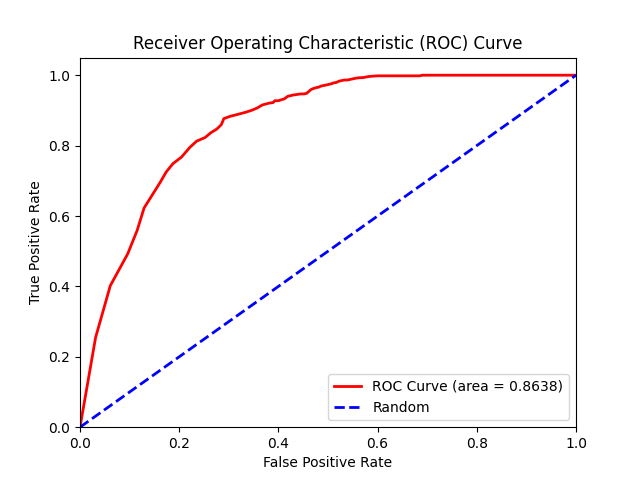 Receiver Operating Characteristic (ROC) Curve
True Positive Rate
1.0
0.8
0.6
0.4
0.2
0.0
0.0 0.2 0.4 0.6 0.8 1.0
False Positive Rate
ROC Curve (area = 0.8638)
Random